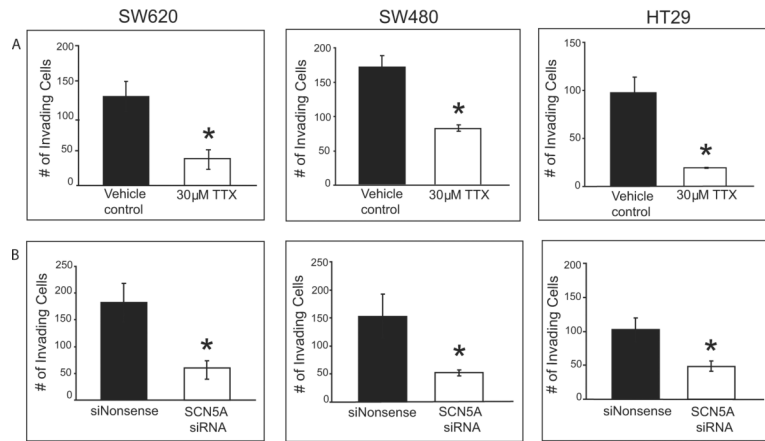 SW620
SW480
HT29
A
# of Invading Cells
200
150
100
50
0
*
Vehicle control
30µM TTX
# of Invading Cells
200
150
100
50
0
*
Vehicle control
30µM TTX
# of Invading Cells
150
100
50
0
*
Vehicle control
30µM TTX
B
# of Invading Cells
250
200
150
100
50
0
*
siNonsense
SCN5A siRNA
# of Invading Cells
250
200
150
100
50
0
*
siNonsense
SCN5A siRNA
# of Invading Cells
200
150
100
50
0
*
siNonsense
SCN5A siRNA